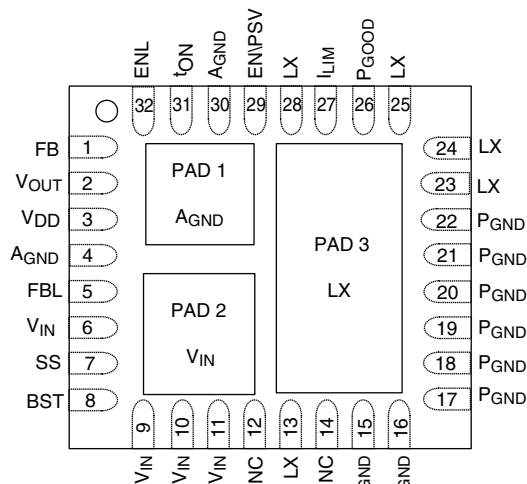 ENL
tON
AGND
EN\PSV
LX
ILIM
PGOOD
LX
32
31
30
29
28
27
26
25
FB 1
VOUT 2
VDD 3
AGND 4
FBL 5
VIN 6
SS 7
BST 8
PAD 1
AGND
PAD 2
VIN
PAD 3
LX
24 LX
23 LX
22 PGND
21 PGND
20 PGND
19 PGND
18 PGND
17 PGND
9
10
11
12
13
14
15
16
VIN
VIN
VIN
NC
LX
NC
GND
GND